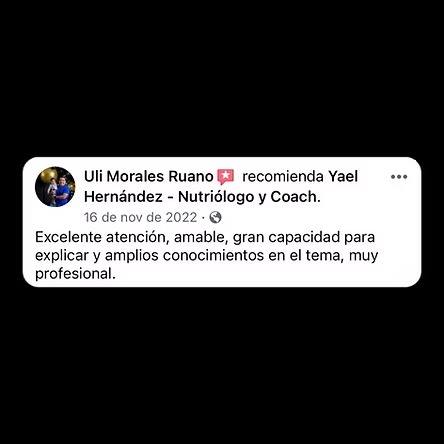 Uli Morales Ruano recomienda Yael
Hernández - Nutriólogo y Coach.
16 de nov de 2022 ·
Excelente atención, amable, gran capacidad para
explicar y amplios conocimientos en el tema, muy
profesional.